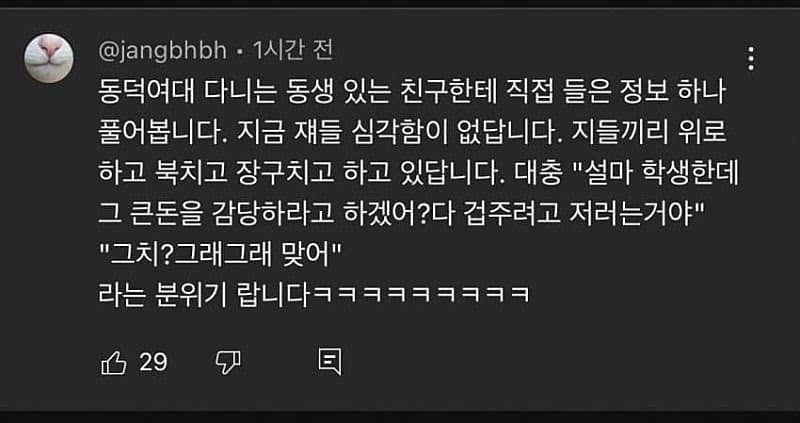 @jangbhbh • 1시간 전
동덕여대 다니는 동생 있는 친구한테 직접 들은 정보 하나
풀어봅니다. 지금 쟤들 심각함이 없답니다. 지들끼리 위로
하고 북치고 장구치고 하고 있답니다. 대충 "설마 학생한데
그 큰돈을 감당하라고 하겠어?다 겁주려고 저러는거야"
"그치?그래그래 맞어"
라는 분위기 랍니다ㅋㅋㅋㅋㅋㅋㅋㅋㅋ
29